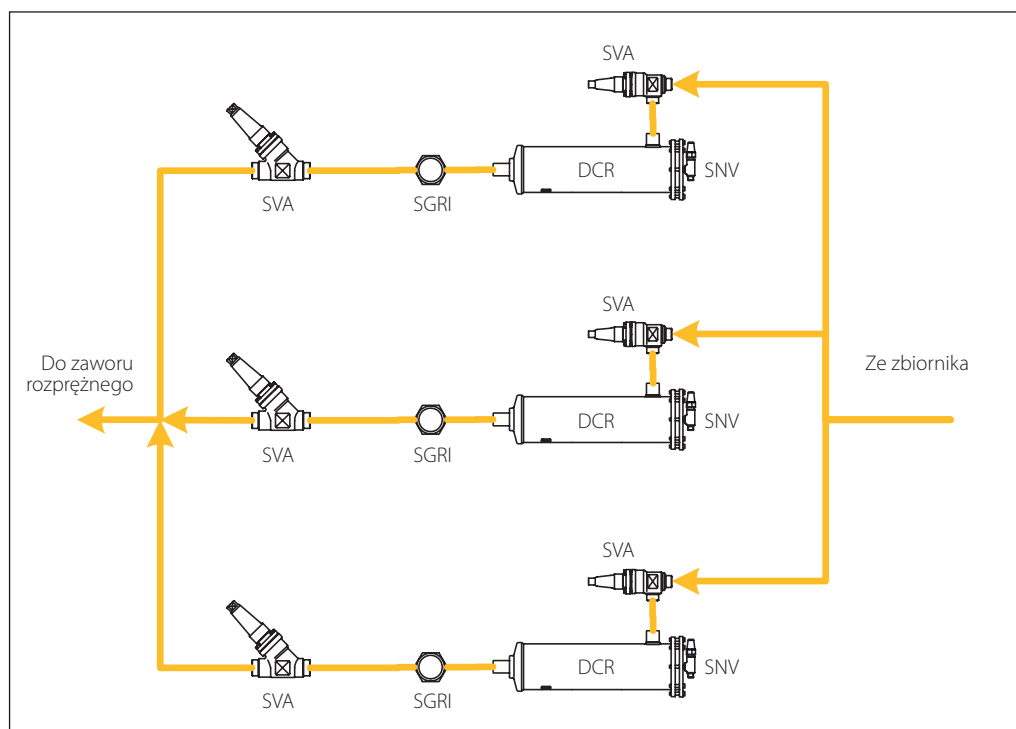 SVA
SVA
SGRI
DCR
SNV
SVA
Do zaworu
rozprężnego
Ze zbiornika
SVA
SGRI
DCR
SNV
SVA
SVA
SGRI
DCR
SNV